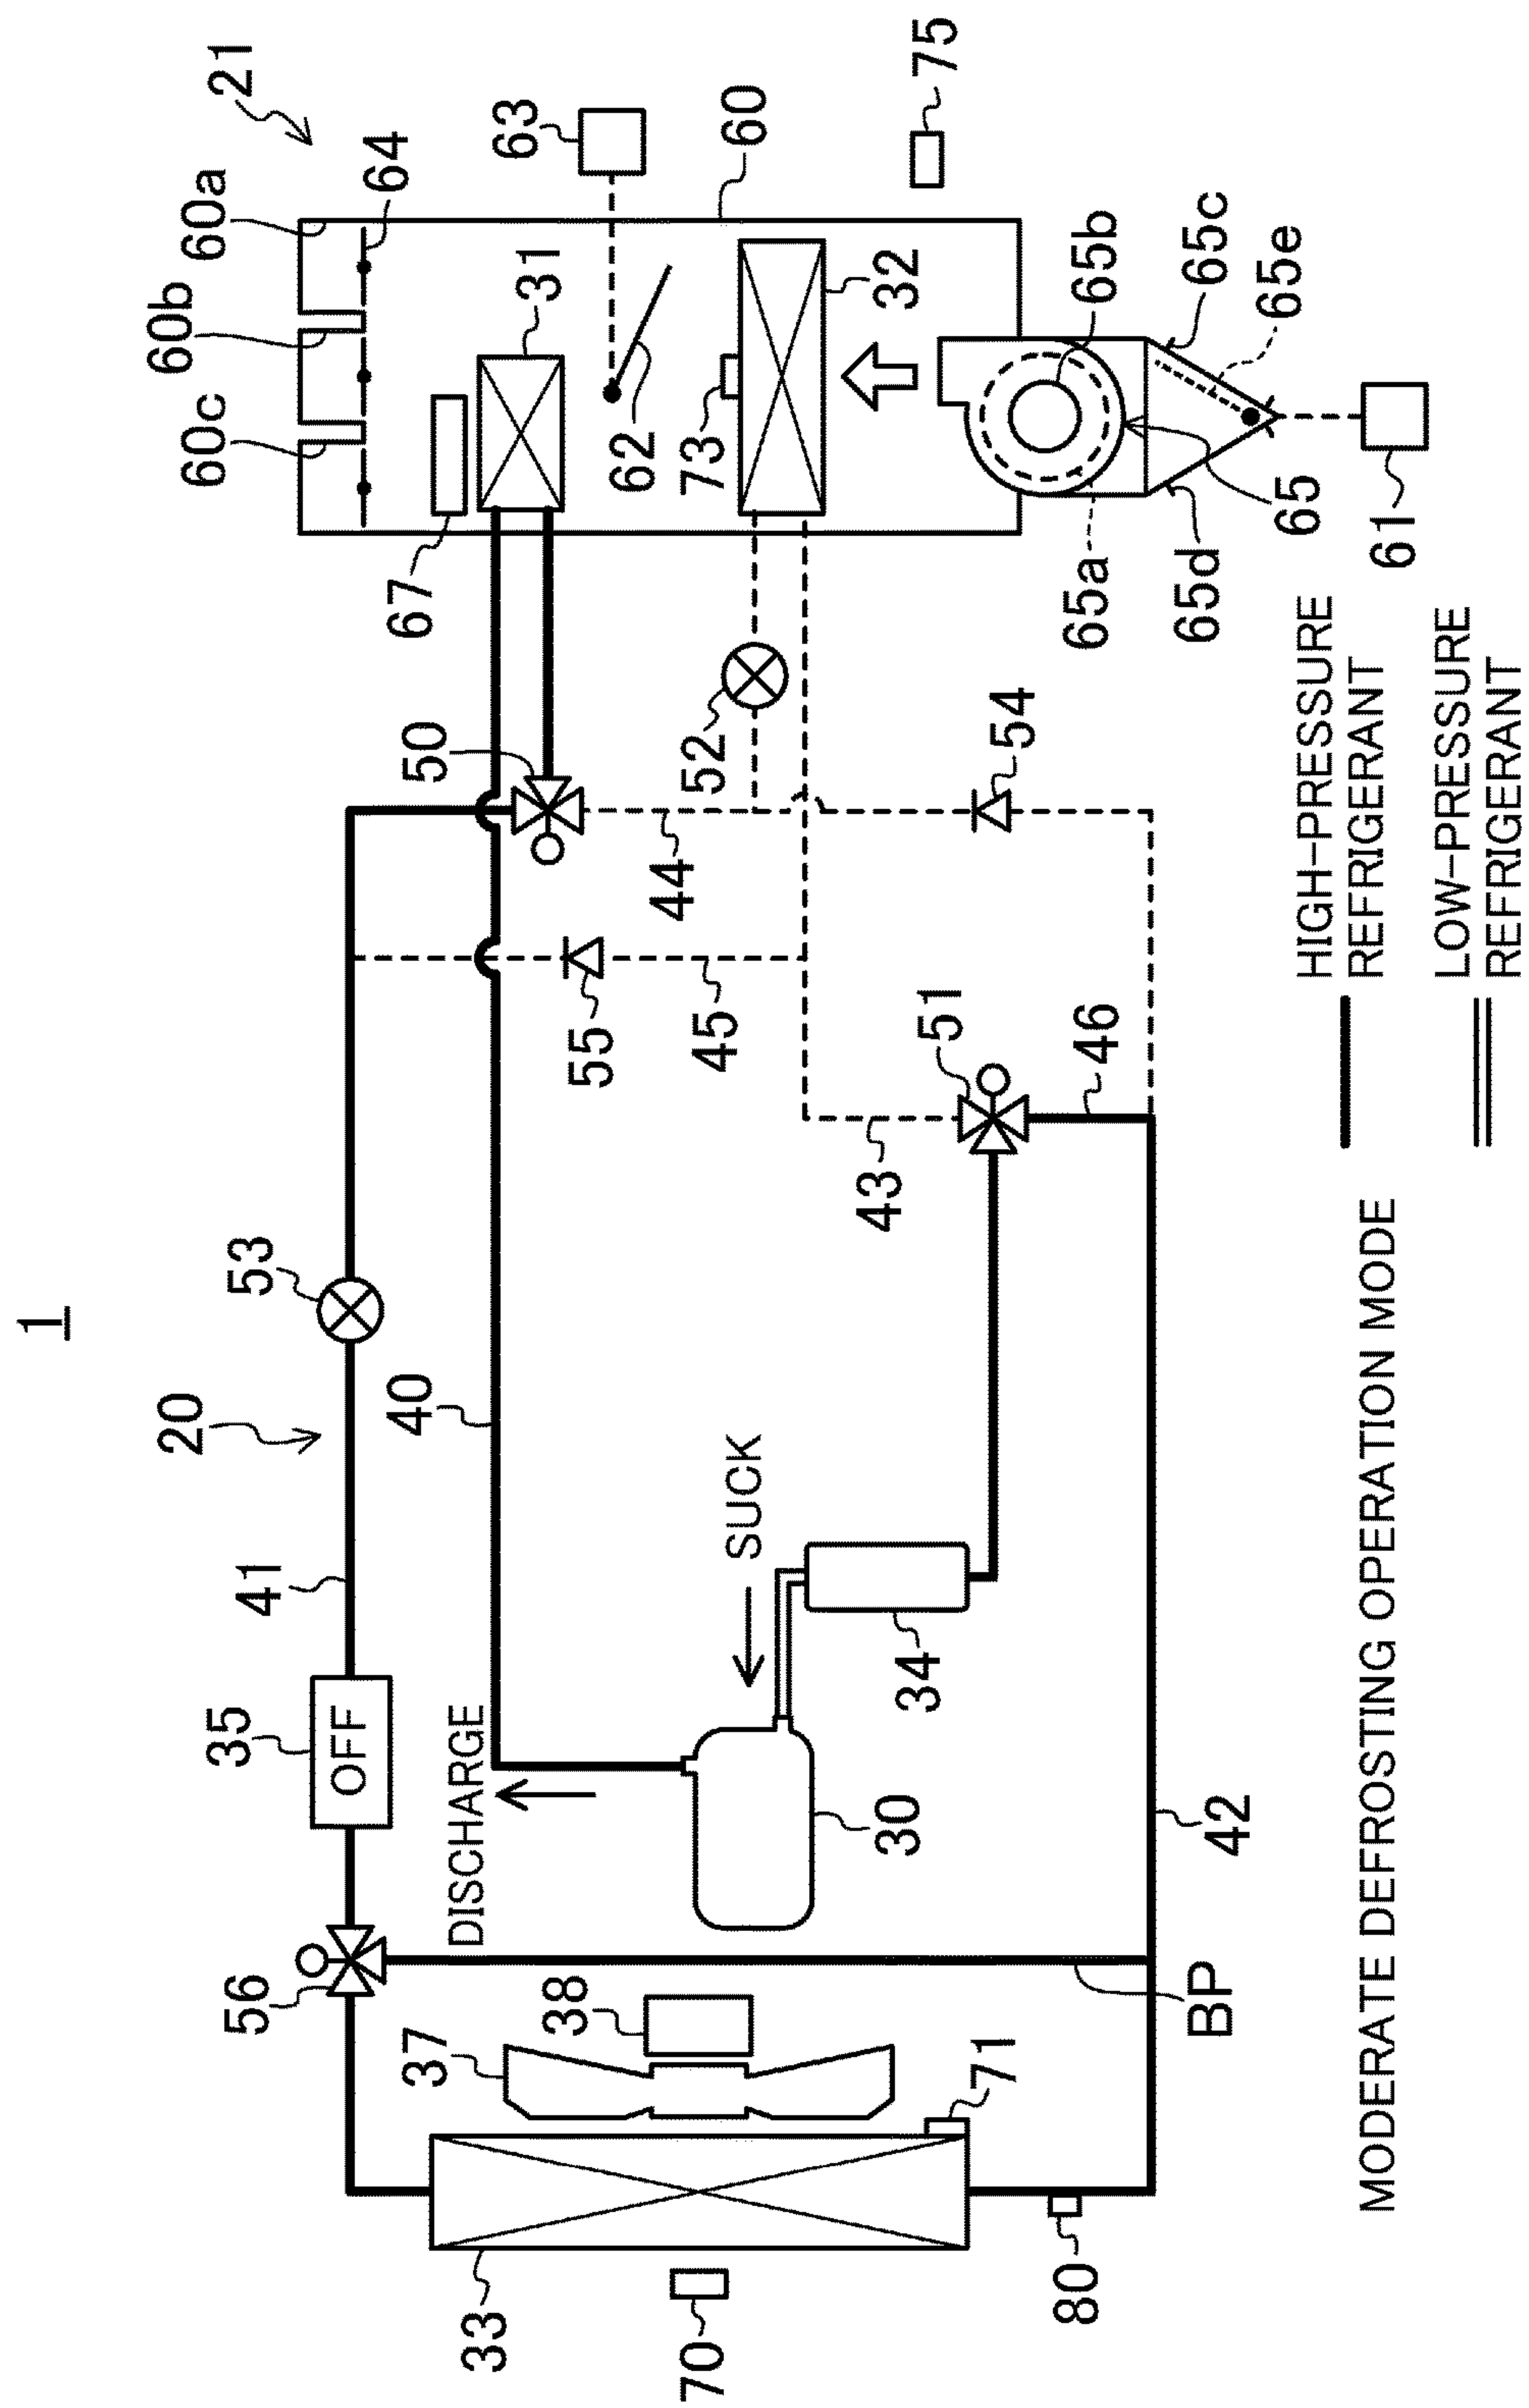 1
20
21
33
70
37
38
56
35
OFF
41
53
40
DISCHARGE
SUCK
30
34
71
80
BP
42
50
55
45
44
43
51
46
52
54
67
60c
60b
60a
64
31
63
62
73
32
60
75
65b
65c
65e
65a
65d
65
61
MODERATE DEFROSTING OPERATION MODE
HIGH-PRESSURE
REFRIGERANT
LOW-PRESSURE
REFRIGERANT